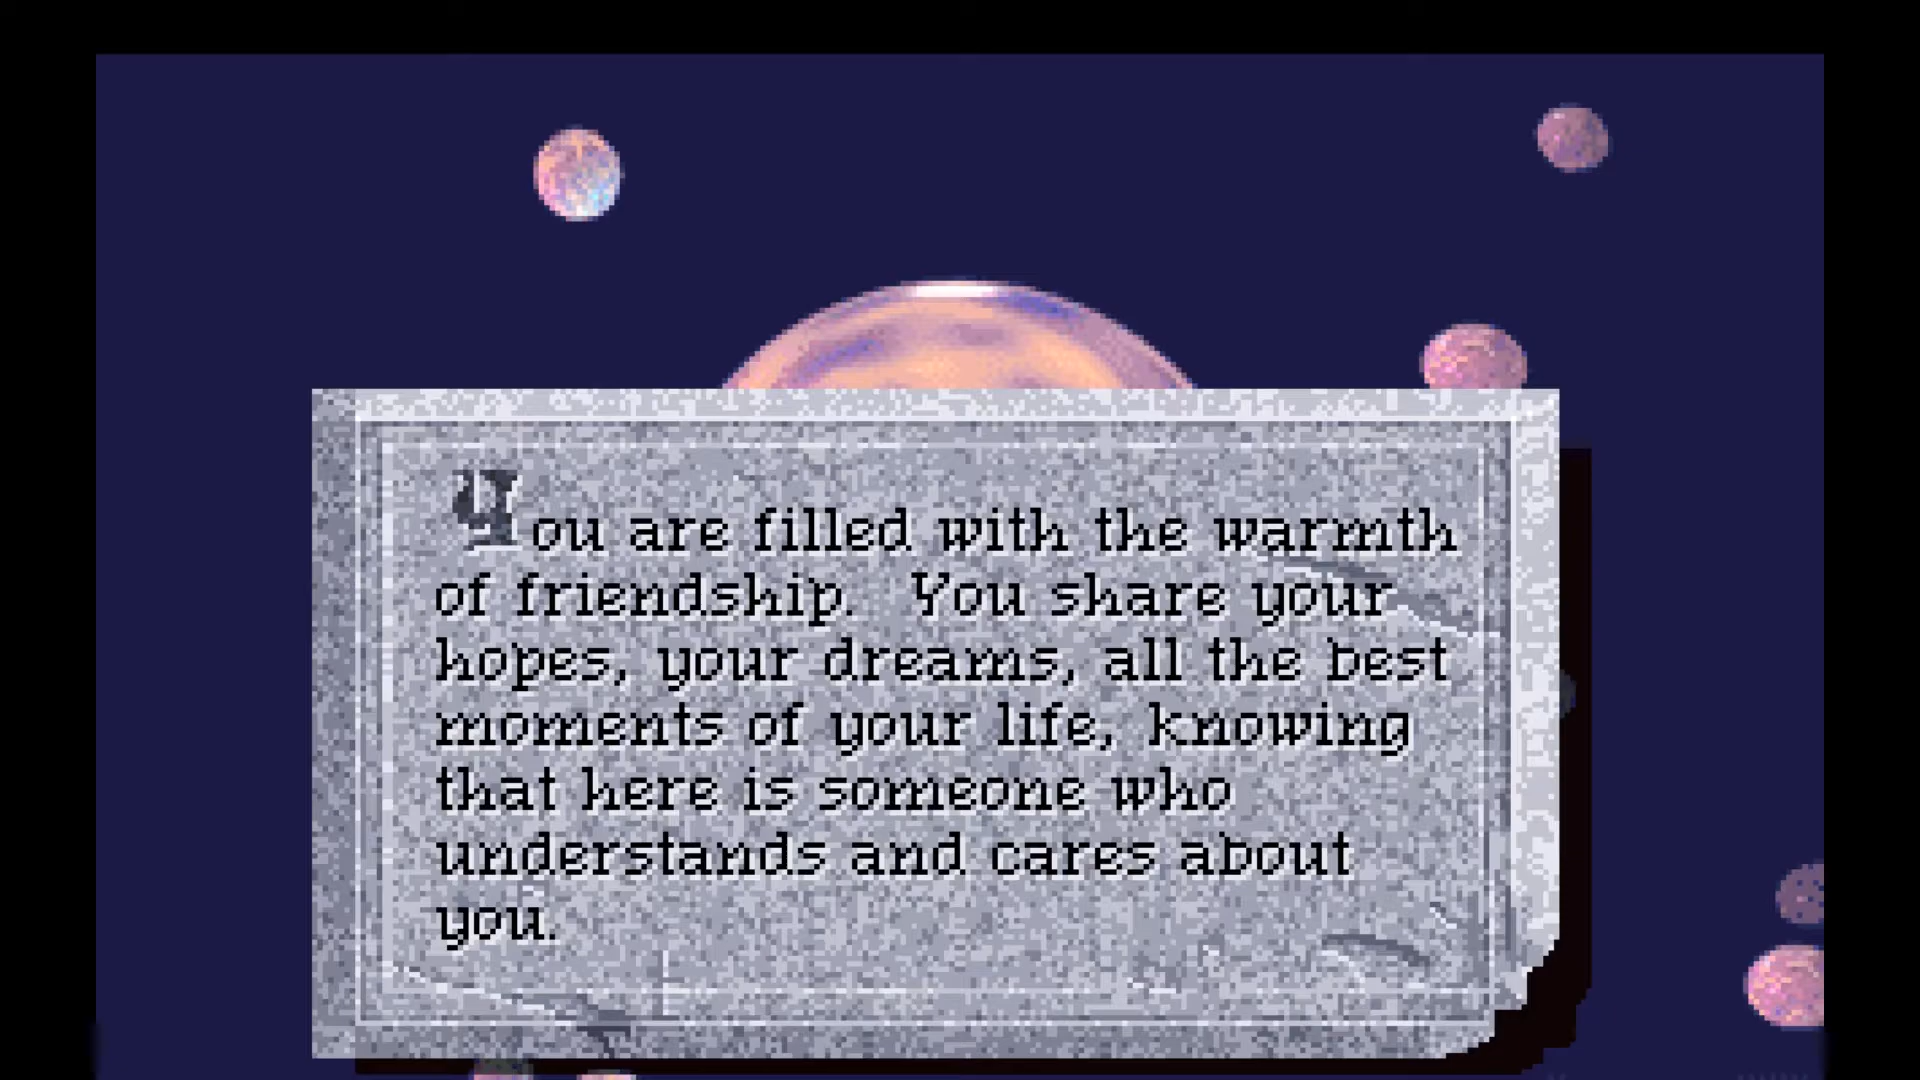 You are filled with the warmth
of friendship.  You share your
hopes, your dreams, all the best
moments of your life, knowing
that here is someone who
understands and cares about
you.